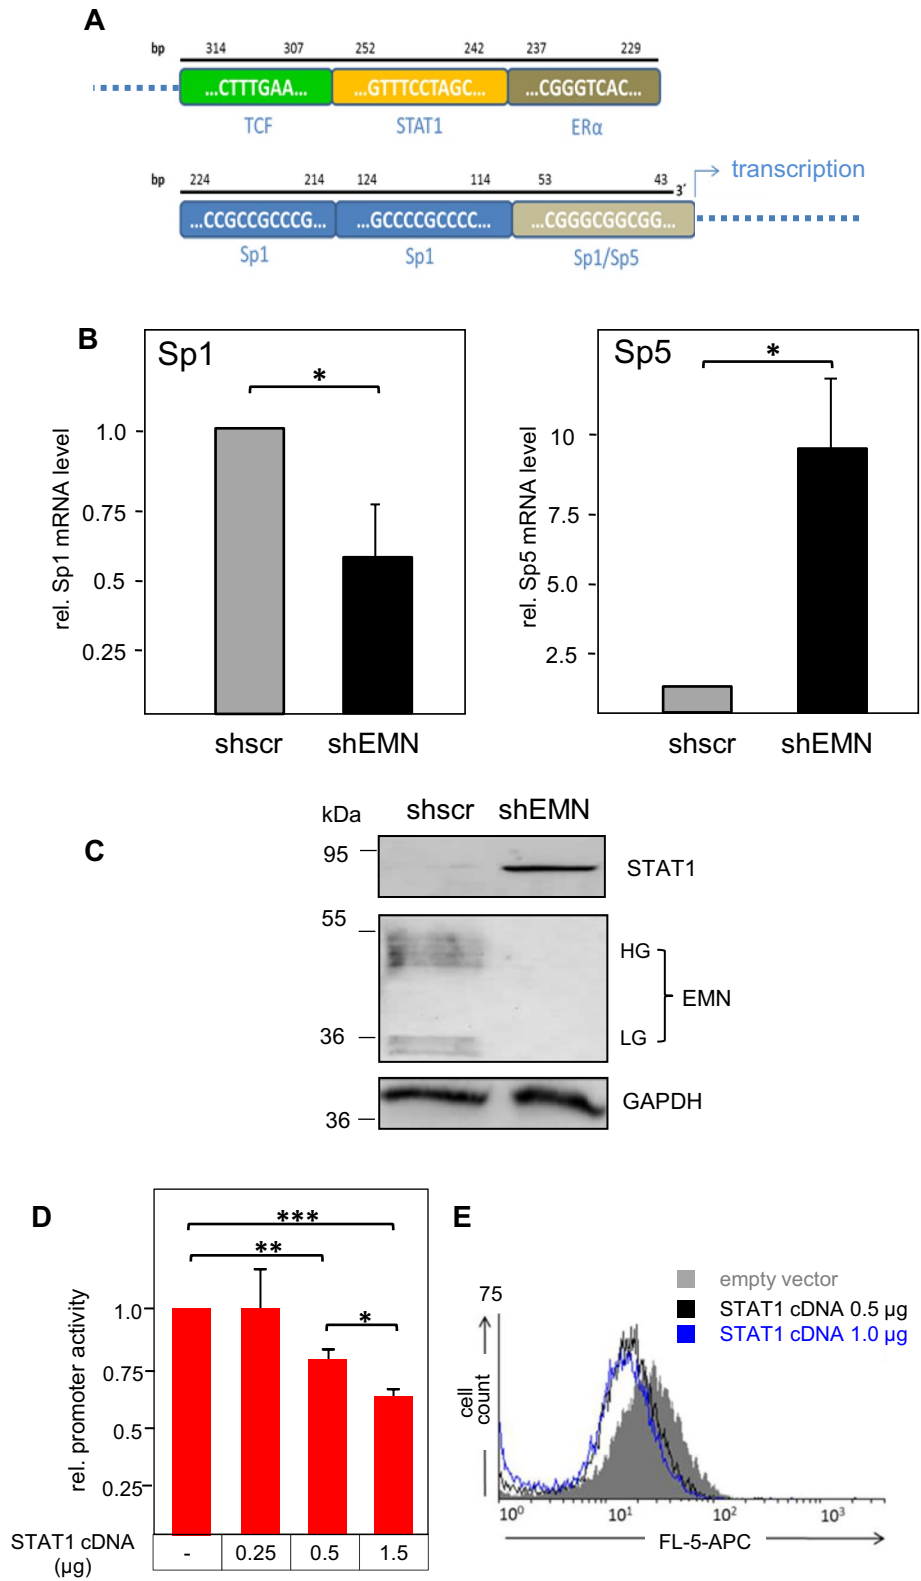 A
bp 314 307 252 242 237 229
...CTTTGAA... ...GTTTCCTAGC... ...CGGGTCAC...
TCF STAT1 ERα
bp 224 214 124 114 53 43 3´ transcription
...CCGCCGCCCG... ...GCCCCGCCCC... ...CGGGCGGCGG...
Sp1 Sp1 Sp1/Sp5
B
Sp1
*
rel. Sp1 mRNA level
1.0
0.75
0.5
0.25
shscr shEMN
Sp5
*
rel. Sp5 mRNA level
10
7.5
5.0
2.5
shscr shEMN
C
kDa shscr shEMN
95 STAT1
55
HG
EMN
36 LG
GAPDH
36
D
***
**
*
rel. promoter activity
1.0
0.75
0.5
0.25
STAT1 cDNA (µg)
- 0.25 0.5 1.5
E
empty vector
STAT1 cDNA 0.5 µg
STAT1 cDNA 1.0 µg
75
cell count
10⁰ 10¹ 10² 10³
FL-5-APC